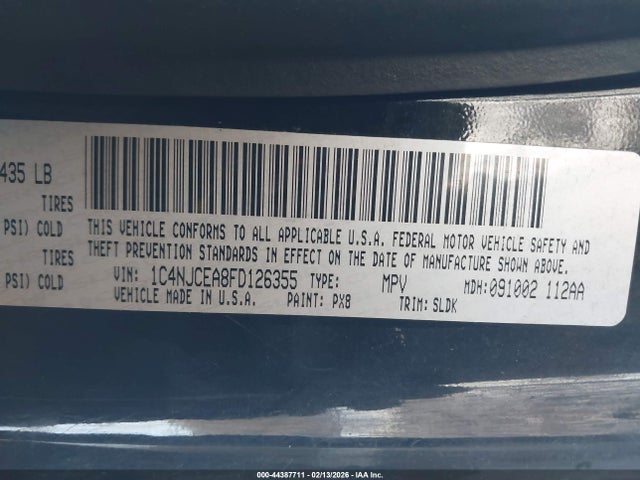 435 LB
TIRES
PSI) COLD
TIRES
PSI) COLD
THIS VEHICLE CONFORMS TO ALL APPLICABLE U.S.A. FEDERAL MOTOR VEHICLE SAFETY AND
THEFT PREVENTION STANDARDS IN EFFECT ON THE DATE OF MANUFACTURE SHOWN ABOVE.
VIN: 1C4NJCEA8FD126355 TYPE: MPV MDH:091002 112AA
VEHICLE MADE IN U.S.A. PAINT: PX8 TRIM: SLDK
000-44387711 - 02/13/2026 - IAA Inc.